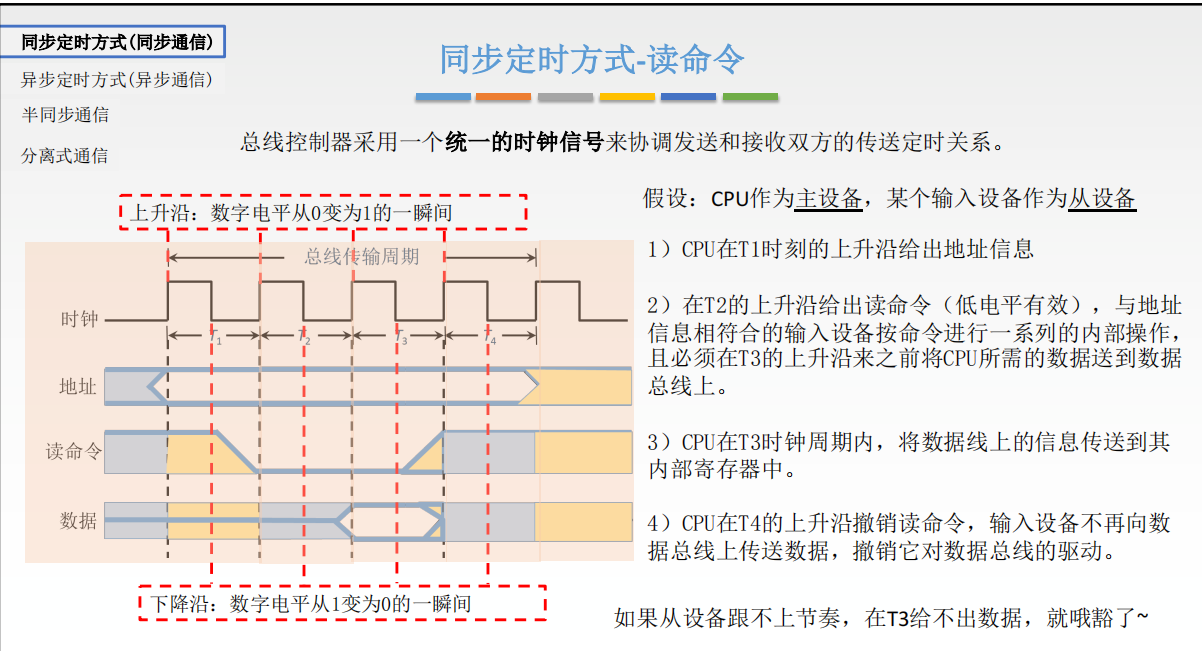 同步定时方式(同步通信)
异步定时方式(异步通信)
半同步通信
分离式通信
同步定时方式-读命令
总线控制器采用一个统一的时钟信号来协调发送和接收双方的传送定时关系。
上升沿：数字电平从0变为1的一瞬间
总线传输周期
时钟
T1
T2
T3
T4
地址
读命令
数据
下降沿：数字电平从1变为0的一瞬间
假设：CPU作为主设备，某个输入设备作为从设备
1）CPU在T1时刻的上升沿给出地址信息
2）在T2的上升沿给出读命令（低电平有效），与地址
信息相符合的输入设备按命令进行一系列的内部操作，
且必须在T3的上升沿来之前将CPU所需的数据送到数据
总线上。
3）CPU在T3时钟周期内，将数据线上的信息传送到其
内部寄存器中。
4）CPU在T4的上升沿撤销读命令，输入设备不再向数
据总线上传送数据，撤销它对数据总线的驱动。
如果从设备跟不上节奏，在T3给不出数据，就哦豁了~